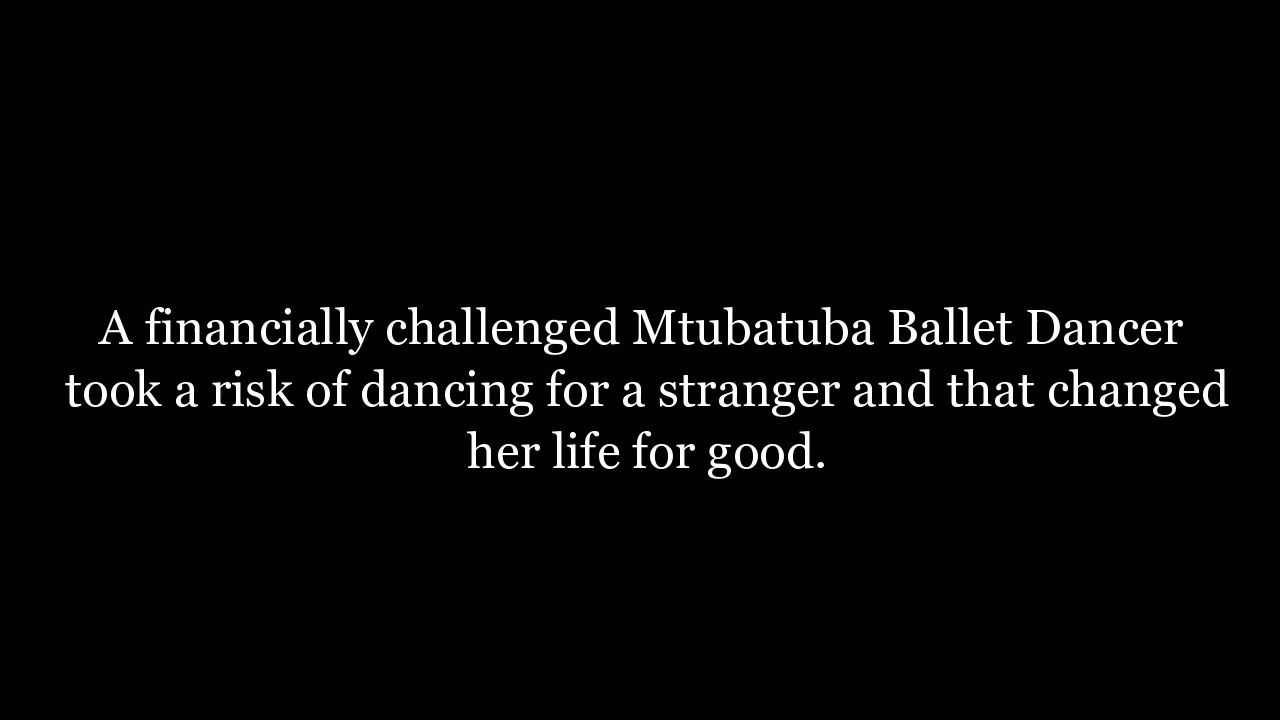 A financially challenged Mtubatuba Ballet Dancer
took a risk of dancing for a stranger and that changed
her life for good.